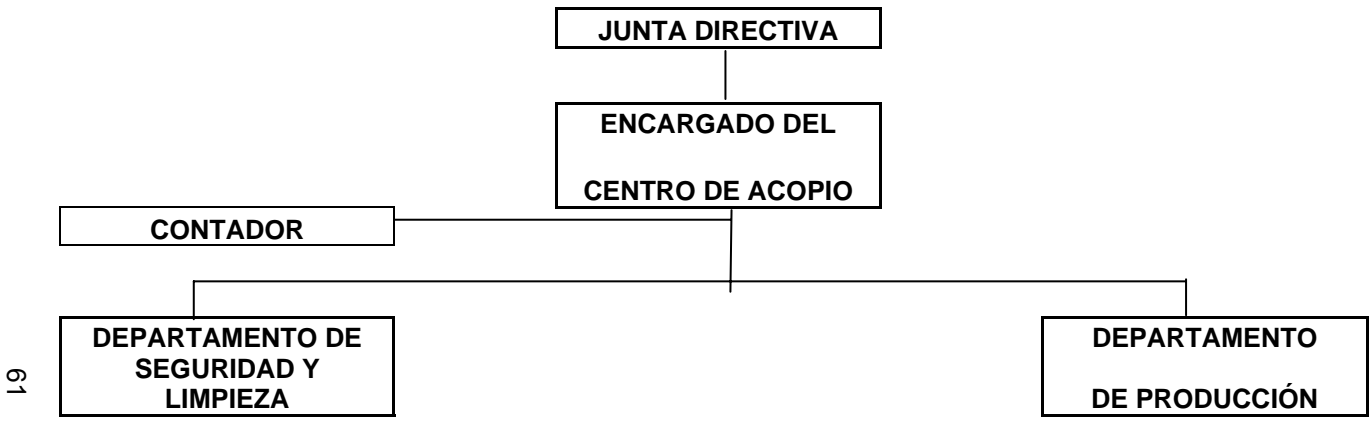 JUNTA DIRECTIVA
ENCARGADO DEL
CENTRO DE ACOPIO
CONTADOR
DEPARTAMENTO DE
SEGURIDAD Y
LIMPIEZA
DEPARTAMENTO
DE PRODUCCIÓN
61